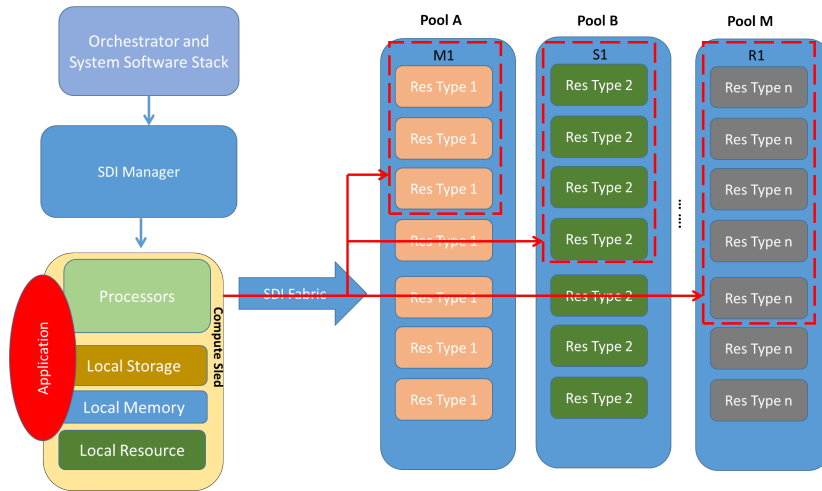 Orchestrator and
System Software Stack
SDI Manager
Processors
Local Storage
Local Memory
Local Resource
Compute Sled
Application
SDI Fabric
Pool A
M1
Res Type 1
Res Type 1
Res Type 1
Res Type 1
Res Type 1
Res Type 1
Res Type 1
Pool B
S1
Res Type 2
Res Type 2
Res Type 2
Res Type 2
Res Type 2
Res Type 2
Res Type 2
... ...
Pool M
R1
Res Type n
Res Type n
Res Type n
Res Type n
Res Type n
Res Type n
Res Type n